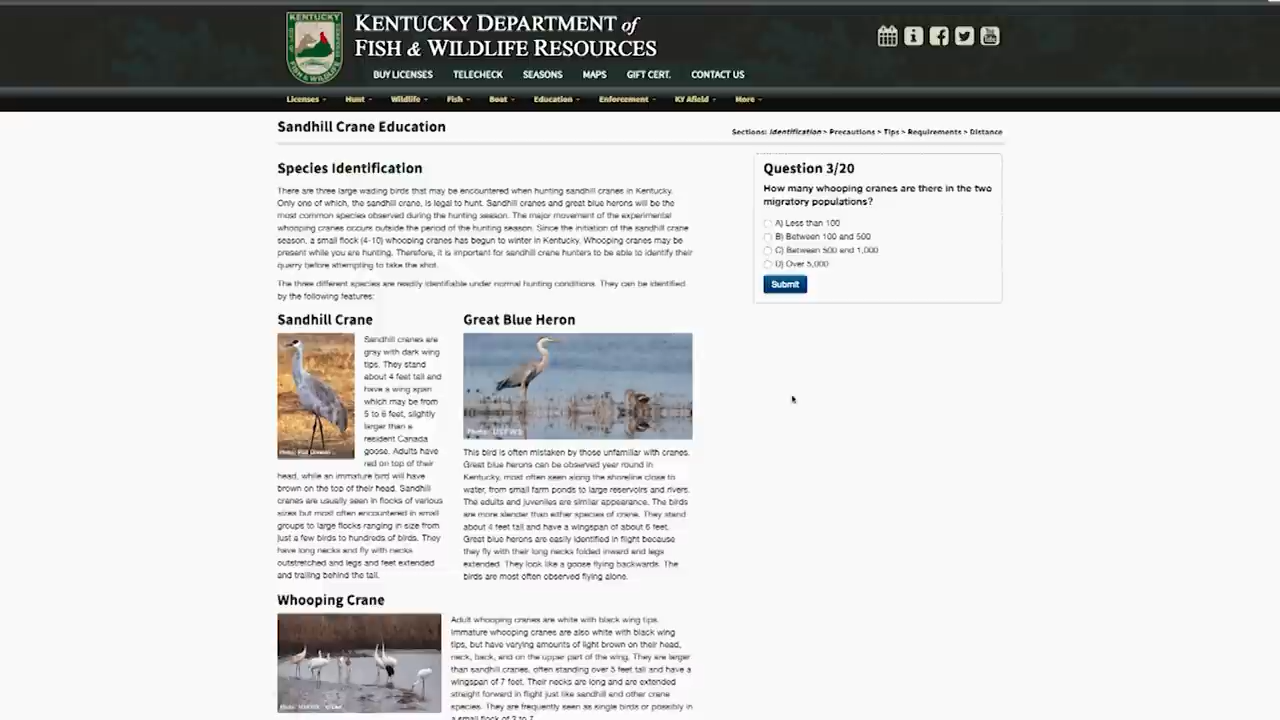 KENTUCKY DEPARTMENT of
FISH & WILDLIFE RESOURCES
BUY LICENSES TELECHECK SEASONS MAPS GIFT CERT. CONTACT US
Licenses Hunt Wildlife Fish Boat Education Enforcement KY Afield More
Sandhill Crane Education
Sections: Identification > Precautions > Tips > Requirements > Distance
Species Identification
There are three large wading birds that may be encountered when hunting sandhill cranes in Kentucky.
Only one of which, the sandhill crane, is legal to hunt. Sandhill cranes and great blue herons will be the
most common species observed during the hunting season. The major movement of the experimental
whooping cranes occurs outside the period of the hunting season. Since the initiation of the sandhill crane
season, a small flock (4-10) whooping cranes has begun to winter in Kentucky. Whooping cranes may be
present while you are hunting. Therefore, it is important for sandhill crane hunters to be able to identify their
quarry before attempting to take the shot.
The three different species are readily identifiable under normal hunting conditions. They can be identified
by the following features:
Sandhill Crane
Sandhill cranes are
gray with dark wing
tips. They stand
about 4 feet tall and
have a wing span
which may be from
5 to 6 feet, slightly
larger than a
resident Canada
goose. Adults have
red on top of their
head, while an immature bird will have
brown on the top of their head. Sandhill
cranes are usually seen in flocks of various
sizes but most often encountered in small
groups to large flocks ranging in size from
just a few birds to hundreds of birds. They
have long necks and fly with necks
outstretched and legs and feet extended
and trailing behind the tail.
Great Blue Heron
This bird is often mistaken by those unfamiliar with cranes.
Great blue herons can be observed year round in
Kentucky, most often seen along the shoreline close to
water, from small farm ponds to large reservoirs and rivers.
The adults and juveniles are similar appearance. The birds
are more slender than either species of crane. They stand
about 4 feet tall and have a wingspan of about 6 feet.
Great blue herons are easily identified in flight because
they fly with their long necks folded inward and legs
extended. They look like a goose flying backwards. The
birds are most often observed flying alone.
Whooping Crane
Adult whooping cranes are white with black wing tips.
Immature whooping cranes are also white with black wing
tips, but have varying amounts of light brown on their head,
neck, back, and on the upper part of the wing. They are larger
than sandhill cranes, often standing over 5 feet tall and have a
wingspan of 7 feet. Their necks are long and are extended
straight forward in flight just like sandhill and other crane
species. They are frequently seen as single birds or possibly in
a small flock of 2 to 7.
Question 3/20
How many whooping cranes are there in the two
migratory populations?
A) Less than 100
B) Between 100 and 500
C) Between 500 and 1,000
D) Over 5,000
Submit